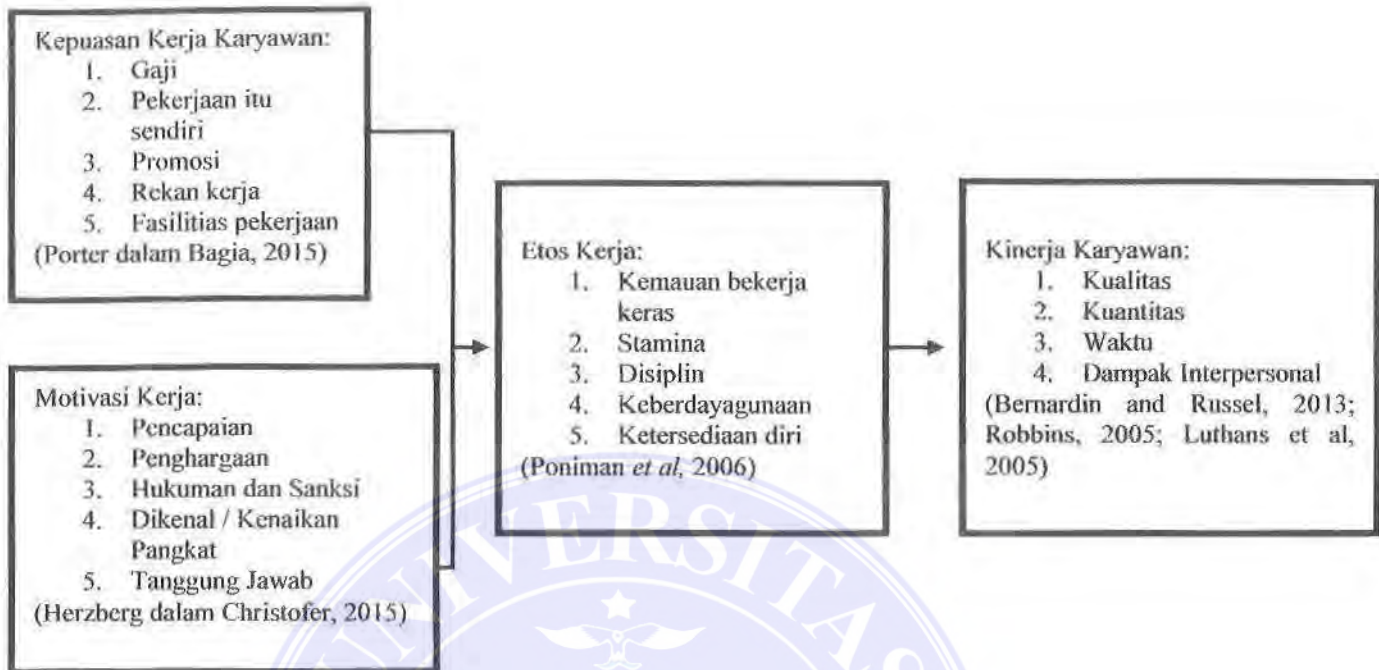 Kepuasan Kerja Karyawan:
1. Gaji
2. Pekerjaan itu
sendiri
3. Promosi
4. Rekan kerja
5. Fasilitias pekerjaan
(Porter dalam Bagia, 2015)
Motivasi Kerja:
1. Pencapaian
2. Penghargaan
3. Hukuman dan Sanksi
4. Dikenal / Kenaikan
Pangkat
5. Tanggung Jawab
(Herzberg dalam Christofer, 2015)
Etos Kerja:
1. Kemauan bekerja
keras
2. Stamina
3. Disiplin
4. Keberdayagunaan
5. Ketersediaan diri
(Poniman et al, 2006)
Kinerja Karyawan:
1. Kualitas
2. Kuantitas
3. Waktu
4. Dampak Interpersonal
(Bernardin and Russel, 2013;
Robbins, 2005; Luthans et al,
2005)
UNIVERSITAS